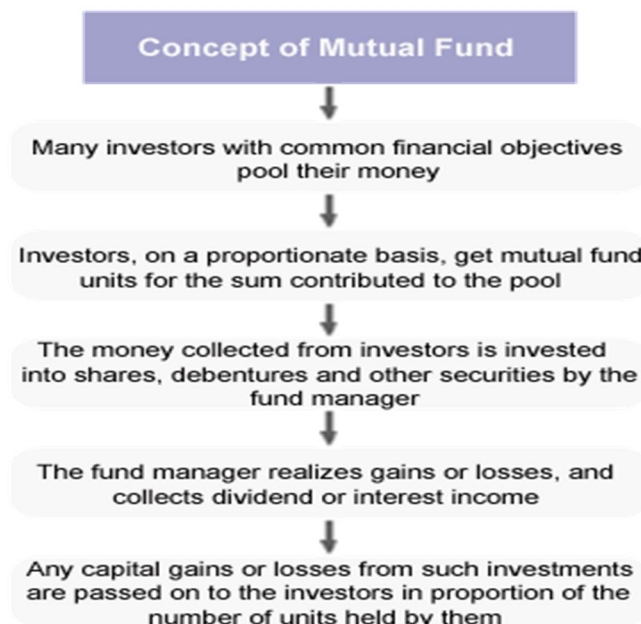 Concept of Mutual Fund
Many investors with common financial objectives
pool their money
Investors, on a proportionate basis, get mutual fund
units for the sum contributed to the pool
The money collected from investors is invested
into shares, debentures and other securities by the
fund manager
The fund manager realizes gains or losses, and
collects dividend or interest income
Any capital gains or losses from such investments
are passed on to the investors in proportion of the
number of units held by them